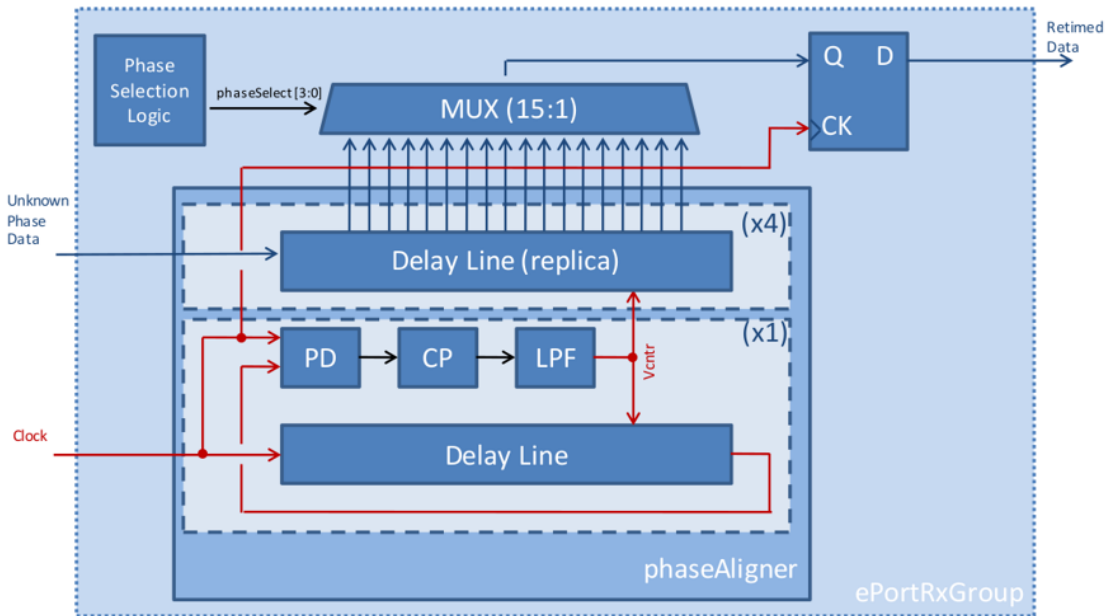 Retimed
Data
Phase
Selection
Logic
phaseSelect [3:0]
MUX (15:1)
Q D
CK
Unknown
Phase
Data
(x4)
Delay Line (replica)
(x1)
PD
CP
LPF
Vcntr
Clock
Delay Line
phaseAligner
ePortRxGroup